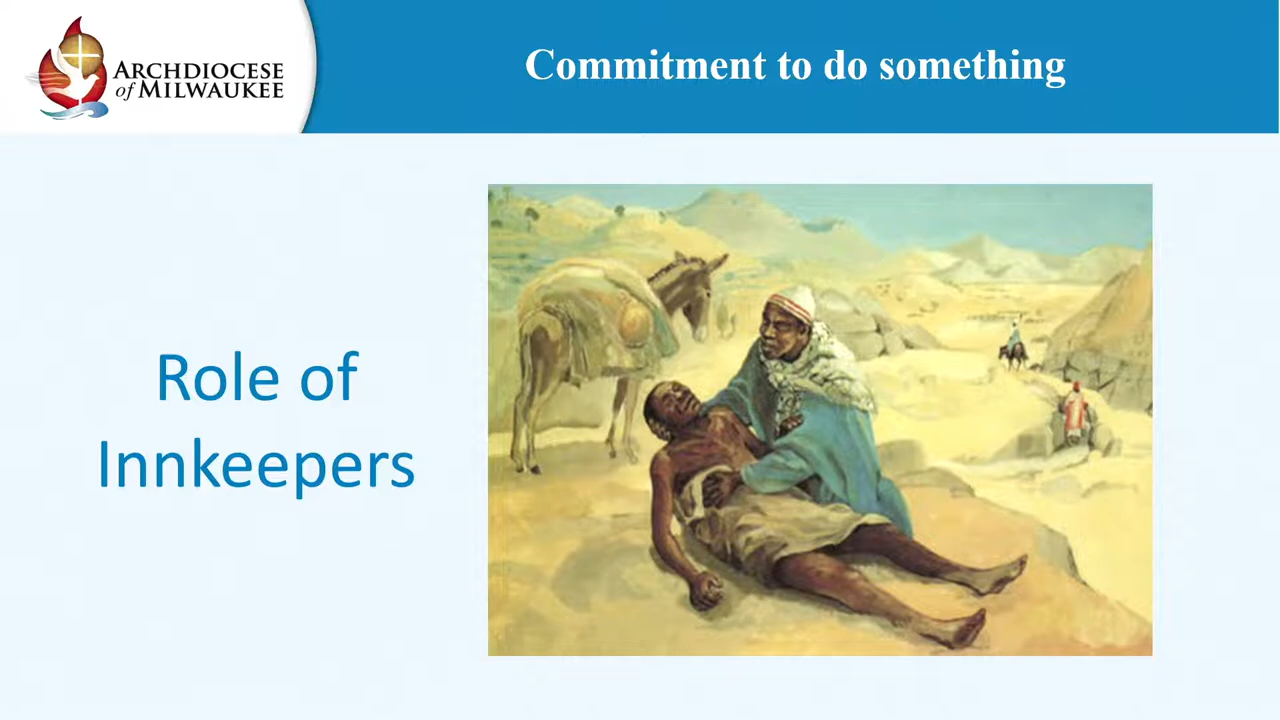 ARCHDIOCESE
of MILWAUKEE
Commitment to do something
Role of
Innkeepers